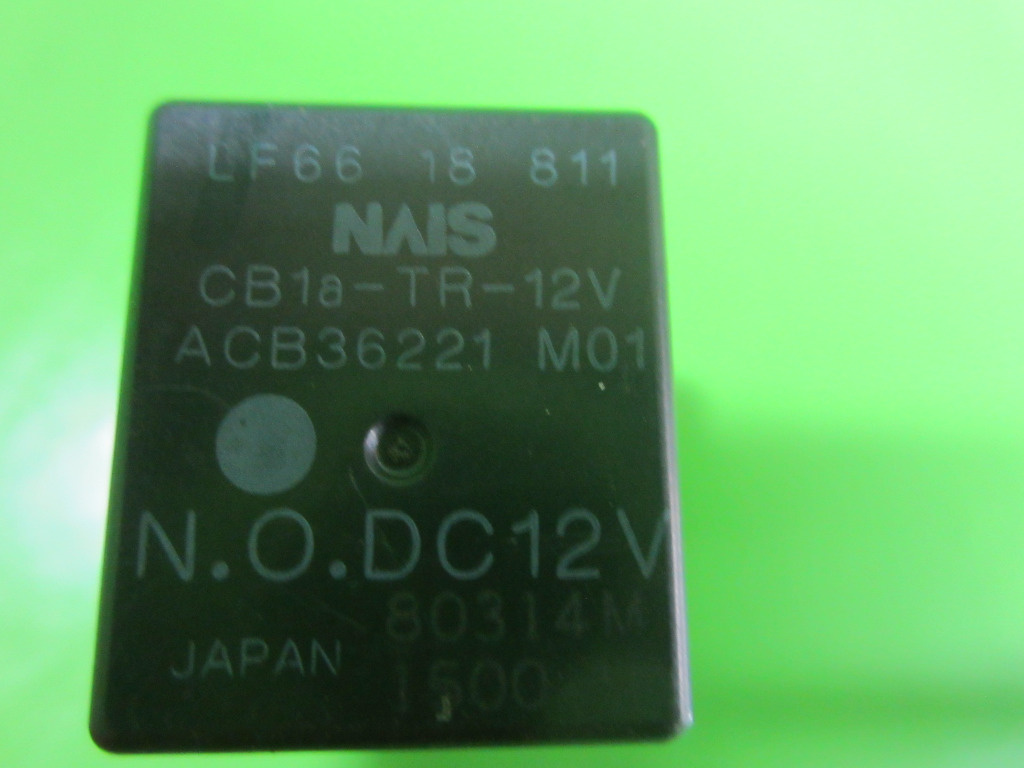 LF66 18 811
NAIS
CB1a-TR-12V
ACB36221 M01
N.O.DC12V
80314M
JAPAN
1500